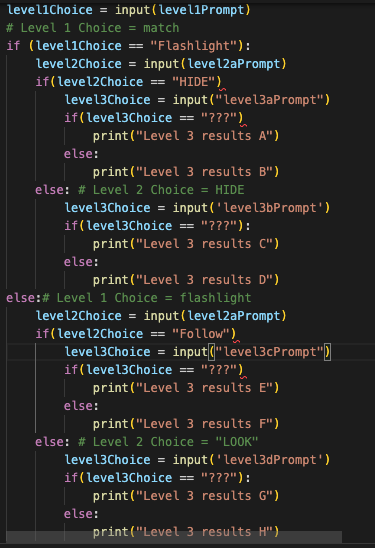 level1Choice = input(level1Prompt)
# Level 1 Choice = match
if (level1Choice == "Flashlight"):
    level2Choice = input(level2aPrompt)
    if(level2Choice == "HIDE")
        level3Choice = input("level3aPrompt")
        if(level3Choice == "???")
            print("Level 3 results A")
        else:
            print("Level 3 results B")
    else: # Level 2 Choice = HIDE
        level3Choice = input('level3bPrompt')
        if(level3Choice == "???"):
            print("Level 3 results C")
        else:
            print("Level 3 results D")
else:# Level 1 Choice = flashlight
    level2Choice = input(level2aPrompt)
    if(level2Choice == "Follow")
        level3Choice = input("level3cPrompt")
        if(level3Choice == "???")
            print("Level 3 results E")
        else:
            print("Level 3 results F")
    else: # Level 2 Choice = "LOOK"
        level3Choice = input('level3dPrompt')
        if(level3Choice == "???"):
            print("Level 3 results G")
        else:
            print("Level 3 results H")